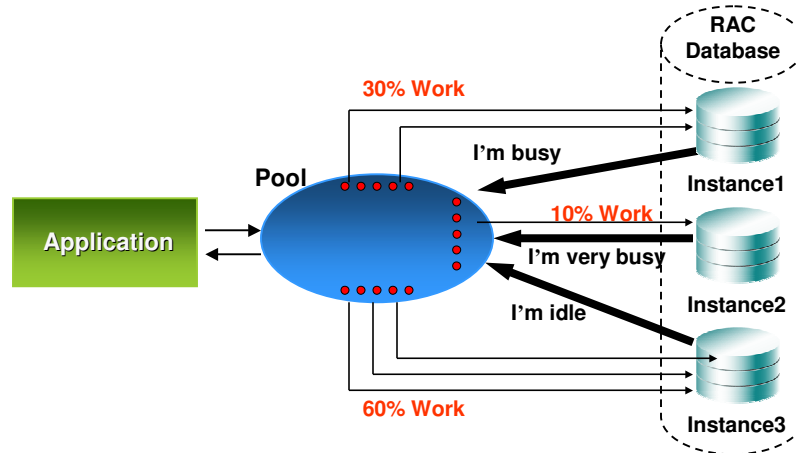 RAC
Database
30% Work
I'm busy
Pool
Instance1
10% Work
Application
I'm very busy
Instance2
I'm idle
60% Work
Instance3